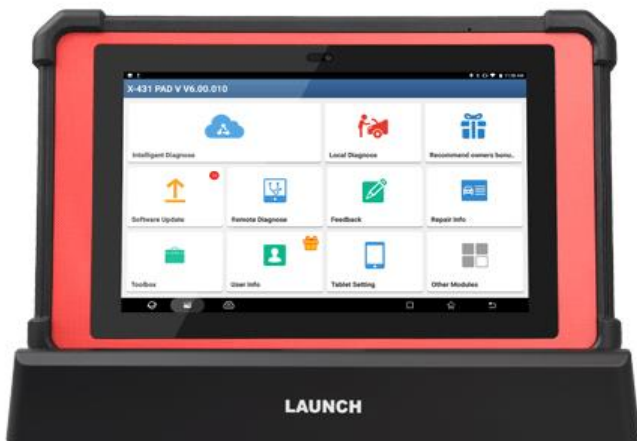 X-431 PAD V V6.00.010
Intelligent Diagnose
Local Diagnose
Recommend owners bonu..
Software Update
Remote Diagnose
Feedback
Repair Info
Toolbox
User Info
Tablet Setting
Other Modules
LAUNCH